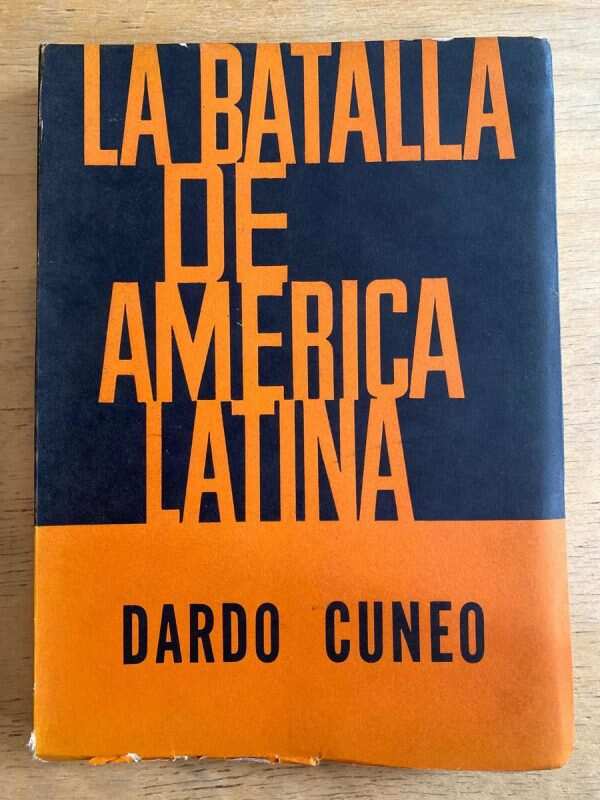 LA BATALLA
DE
AMERICA
LATINA
DARDO CUNEO